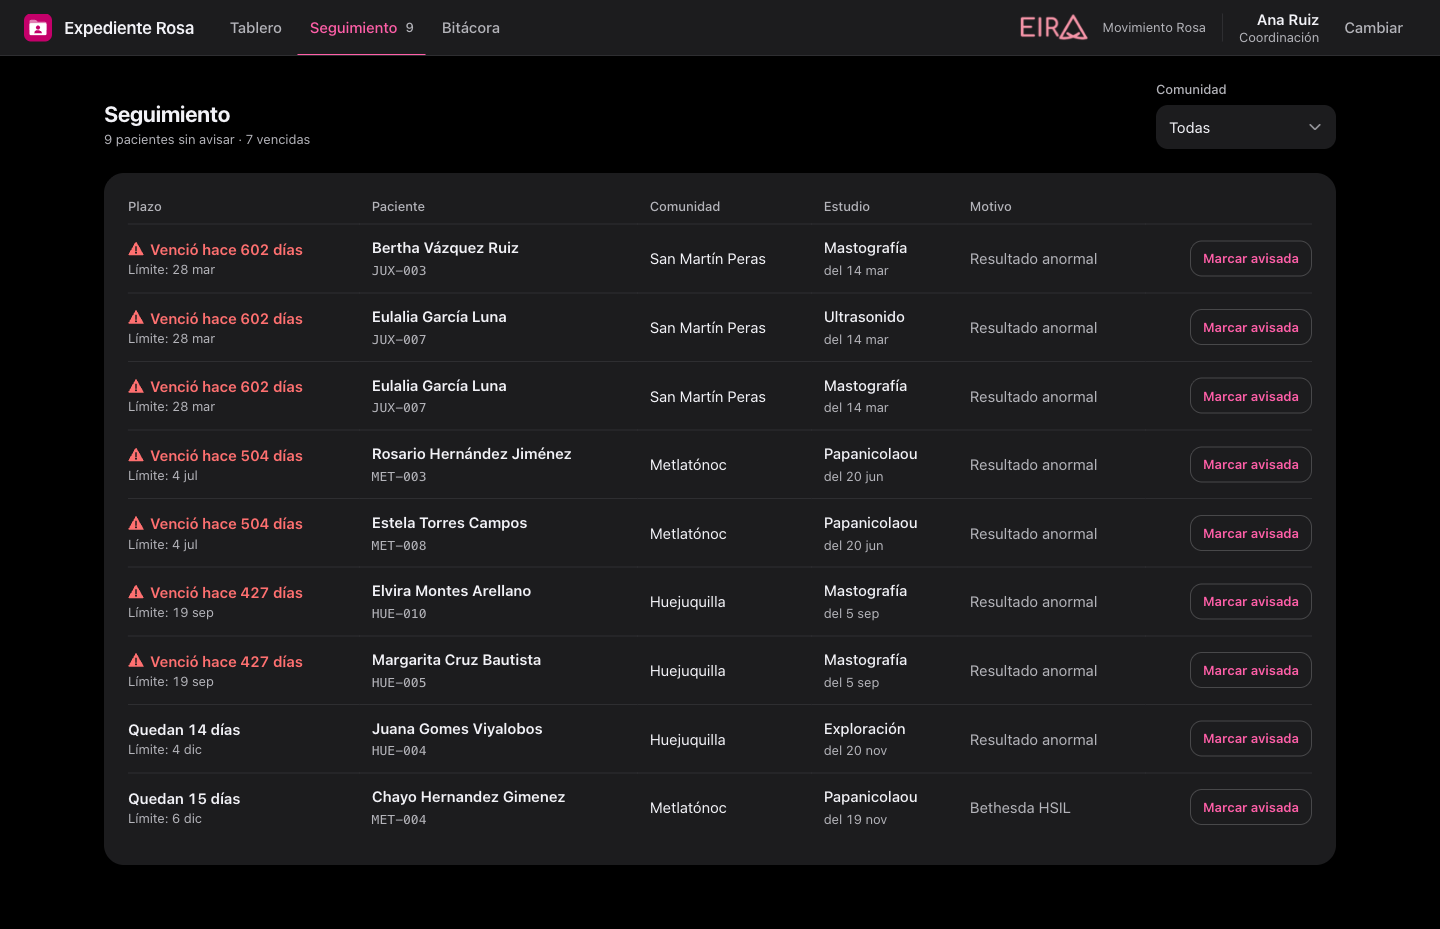 Expediente Rosa
Tablero
Seguimiento 9
Bitácora
EIRA
Movimiento Rosa
Ana Ruiz
Coordinación
Cambiar
Seguimiento
9 pacientes sin avisar · 7 vencidas
Comunidad
Todas
Plazo Paciente Comunidad Estudio Motivo
Venció hace 602 días
Límite: 28 mar
Bertha Vázquez Ruiz
JUX-003
San Martín Peras
Mastografía
del 14 mar
Resultado anormal
Marcar avisada
Venció hace 602 días
Límite: 28 mar
Eulalia García Luna
JUX-007
San Martín Peras
Ultrasonido
del 14 mar
Resultado anormal
Marcar avisada
Venció hace 602 días
Límite: 28 mar
Eulalia García Luna
JUX-007
San Martín Peras
Mastografía
del 14 mar
Resultado anormal
Marcar avisada
Venció hace 504 días
Límite: 4 jul
Rosario Hernández Jiménez
MET-003
Metlatónoc
Papanicolaou
del 20 jun
Resultado anormal
Marcar avisada
Venció hace 504 días
Límite: 4 jul
Estela Torres Campos
MET-008
Metlatónoc
Papanicolaou
del 20 jun
Resultado anormal
Marcar avisada
Venció hace 427 días
Límite: 19 sep
Elvira Montes Arellano
HUE-010
Huejuquilla
Mastografía
del 5 sep
Resultado anormal
Marcar avisada
Venció hace 427 días
Límite: 19 sep
Margarita Cruz Bautista
HUE-005
Huejuquilla
Mastografía
del 5 sep
Resultado anormal
Marcar avisada
Quedan 14 días
Límite: 4 dic
Juana Gomes Viyalobos
HUE-004
Huejuquilla
Exploración
del 20 nov
Resultado anormal
Marcar avisada
Quedan 15 días
Límite: 6 dic
Chayo Hernandez Gimenez
MET-004
Metlatónoc
Papanicolaou
del 19 nov
Bethesda HSIL
Marcar avisada